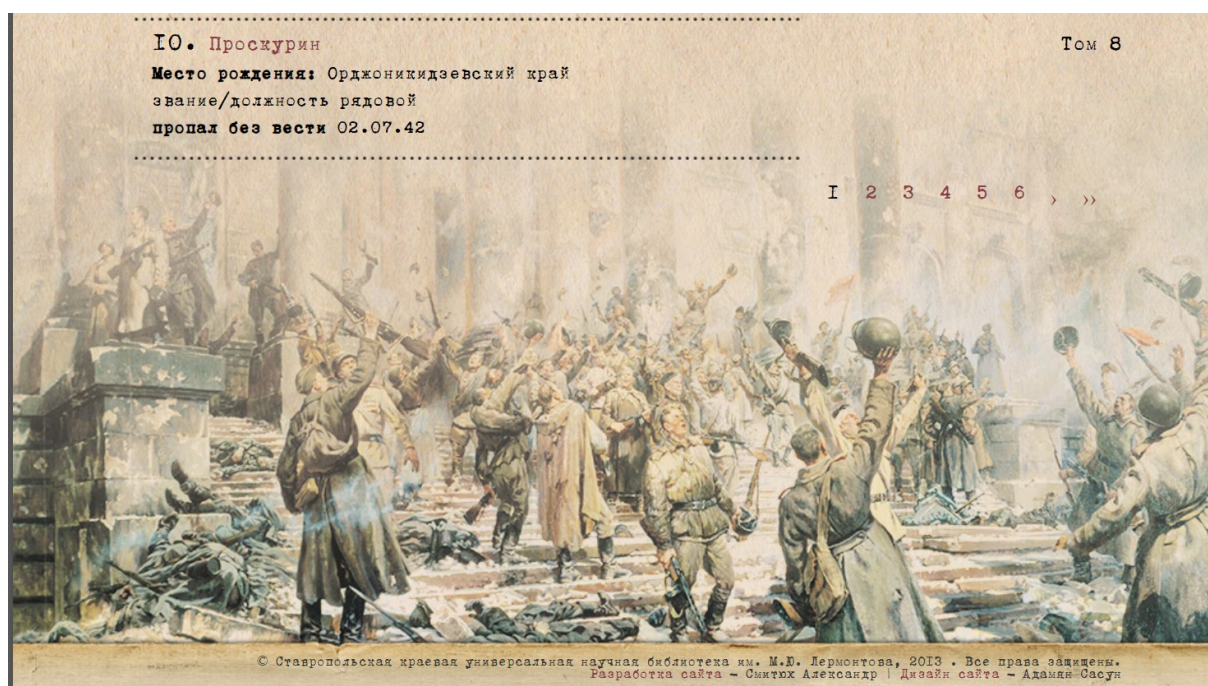 10. Проскурин
Том 8
Место рождения: Орджоникидзевский край
звание/должность рядовой
пропал без вести 02.07.42
1 2 3 4 5 6 › ››
© Ставропольская краевая универсальная научная библиотека им. М.Ю. Лермонтова, 2013 . Все права защищены.
Разработка сайта – Смитюх Александр | Дизайн сайта – Адамян Сасун